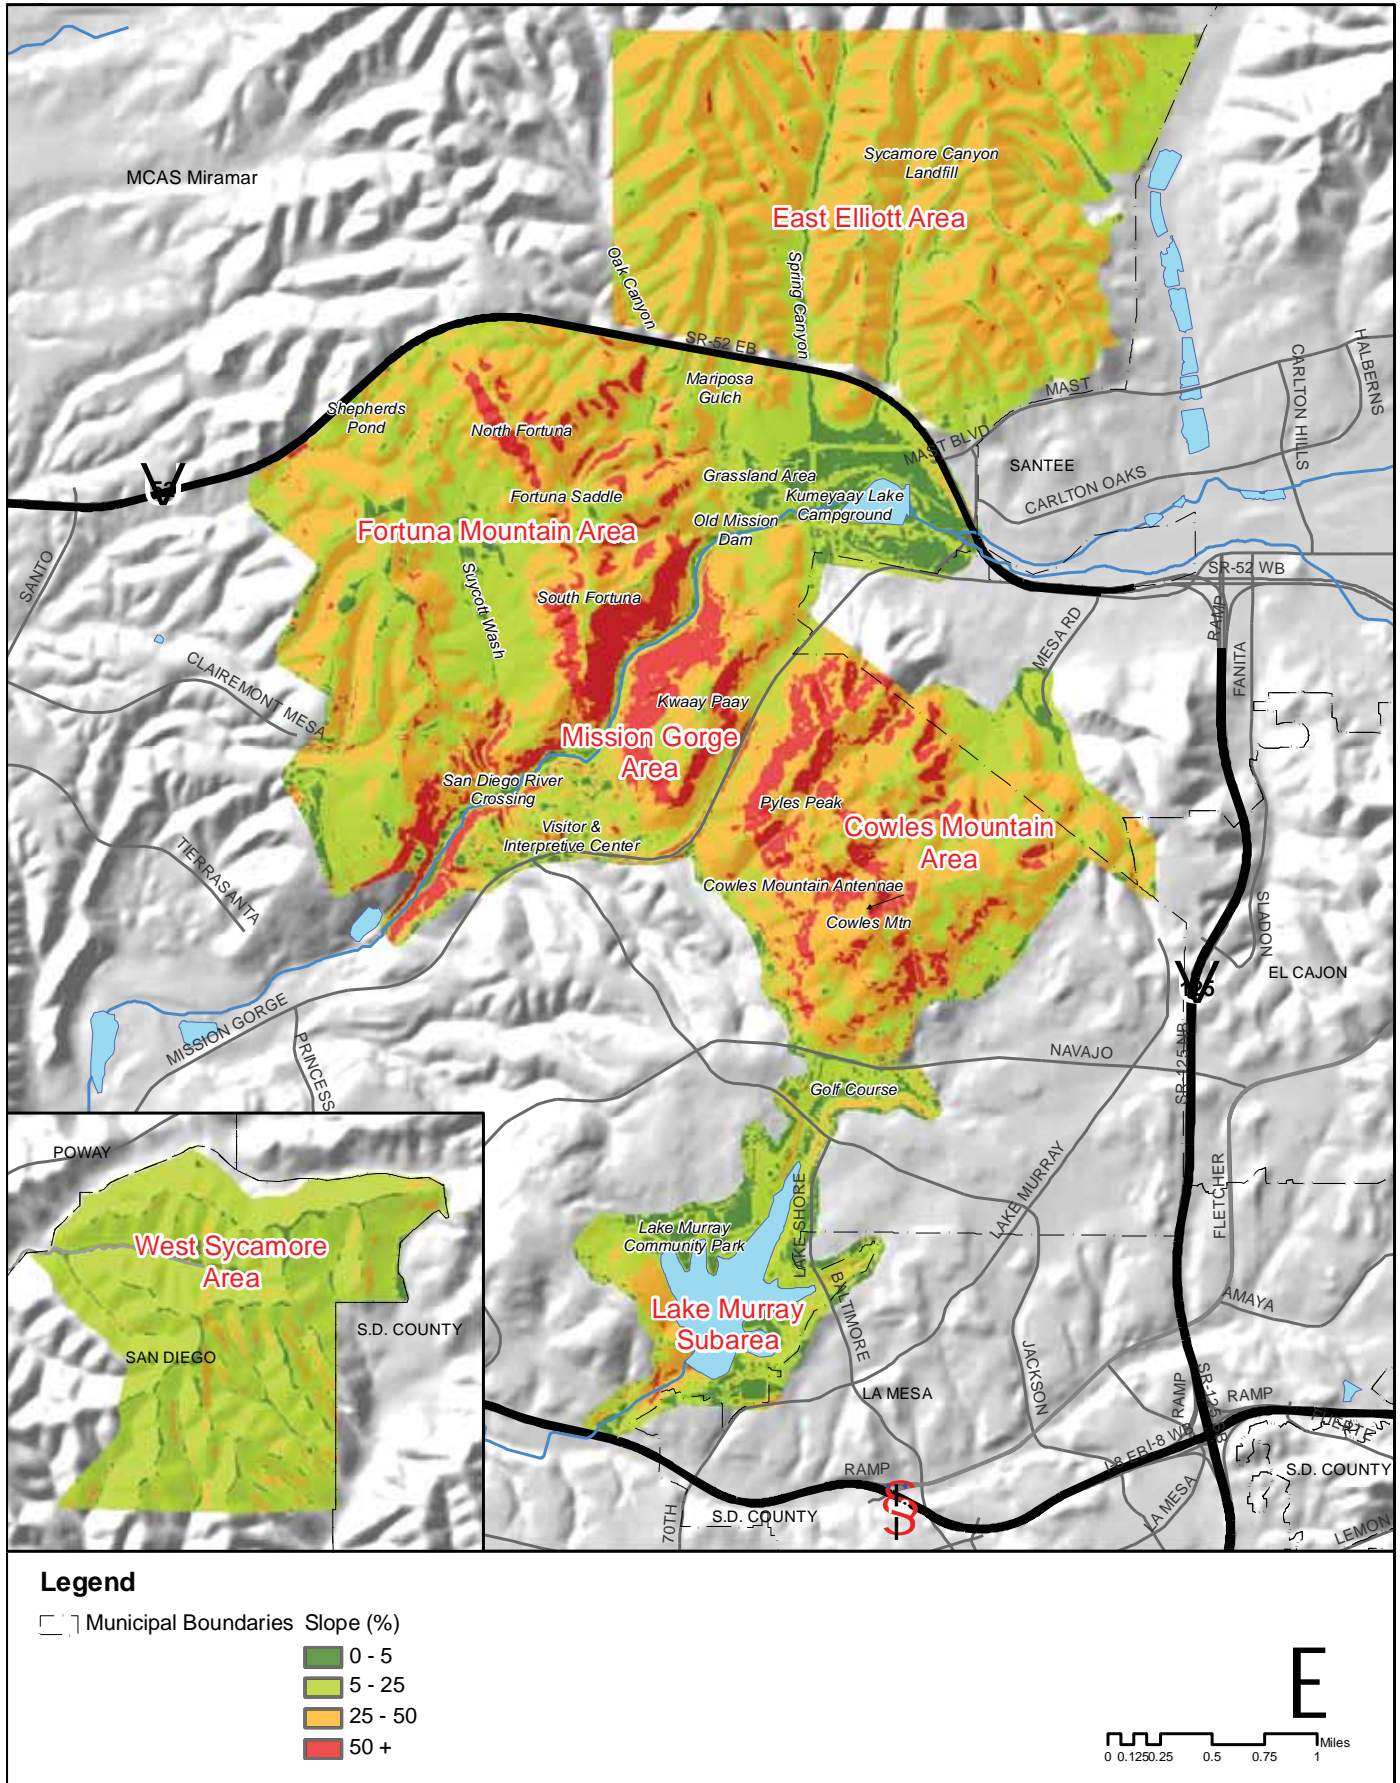 MCAS Miramar
Sycamore Canyon
Landfill
East Elliott Area
Oak Canyon
Spring Canyon
SR-52 EB
Mariposa
Gulch
MAST
CARLTON HILLS
HALBERNS
Shepherds
Pond
North Fortuna
MAST BLVD
SANTEE
Grassland Area
CARLTON OAKS
52
Fortuna Saddle
Kumeyaay Lake
Campground
Fortuna Mountain Area
Old Mission
Dam
SANTO
Suycott Wash
South Fortuna
SR-52 WB
RAMP
MESA RD
FANITA
CLAIREMONT MESA
Kwaay Paay
Mission Gorge
Area
San Diego River
Crossing
Pyles Peak
Visitor &
Interpretive Center
Cowles Mountain
Area
TIERRASANTA
Cowles Mountain Antennae
Cowles Mtn
SLADON
EL CAJON
125
MISSION GORGE
PRINCESS
NAVAJO
SR-125 NB
Golf Course
POWAY
LAKE MURRAY
FLETCHER
LAKE SHORE
Lake Murray
Community Park
West Sycamore
Area
BALTIMORE
Lake Murray
Subarea
AMAYA
S.D. COUNTY
SAN DIEGO
JACKSON
LA MESA
RAMP
SR-125 SB
RAMP
FUERTE
I-8 EB
I-8 WB
RAMP
S.D. COUNTY
LA MESA
70TH
S.D. COUNTY
LEMON
Legend
Municipal Boundaries
Slope (%)
0 - 5
5 - 25
25 - 50
50 +
E
Miles
0 0.125 0.25 0.5 0.75 1